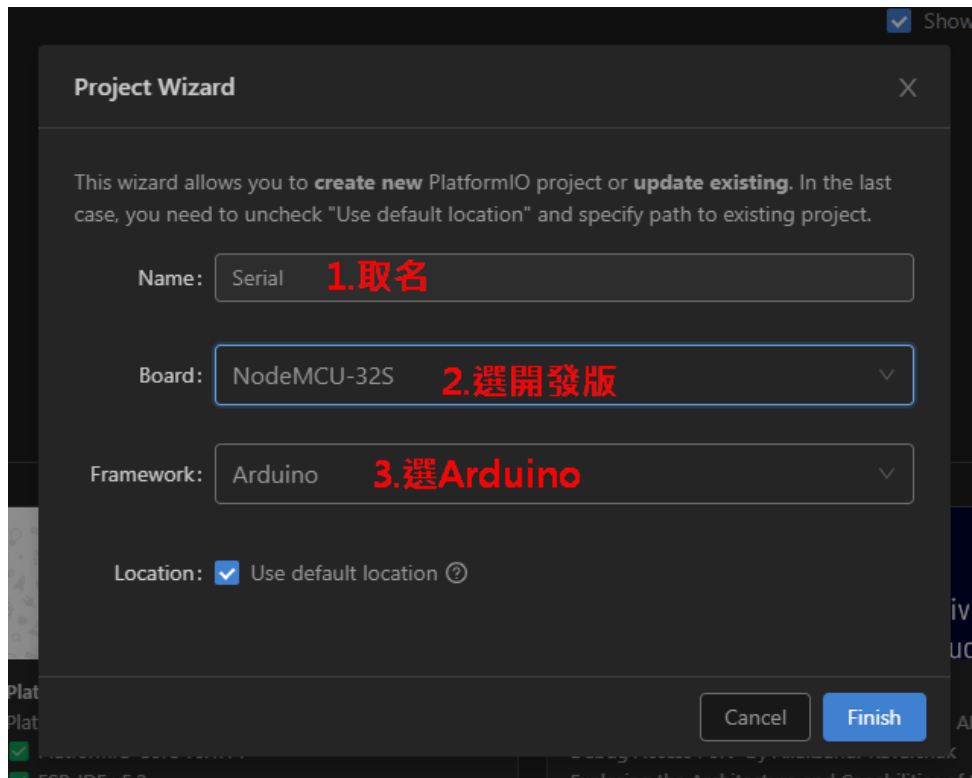 Show
Project Wizard
This wizard allows you to create new PlatformIO project or update existing. In the last
case, you need to uncheck "Use default location" and specify path to existing project.
Name: Serial 1.取名
Board: NodeMCU-32S 2.選開發版
Framework: Arduino 3.選Arduino
Location: Use default location
Plat
Plat
Cancel Finish